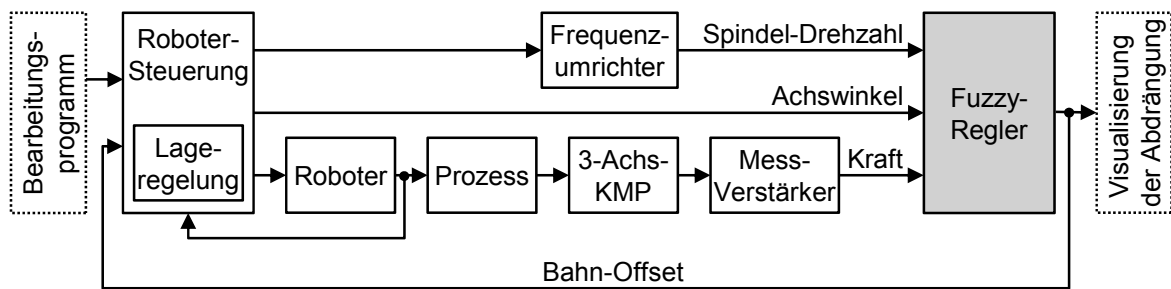 Bearbeitungs-
programm
Roboter-
Steuerung
Lage-
regelung
Frequenz-
umrichter
Spindel-Drehzahl
Achswinkel
Roboter
Prozess
3-Achs-
KMP
Mess-
Verstärker
Kraft
Fuzzy-
Regler
Visualisierung
der Abdrängung
Bahn-Offset